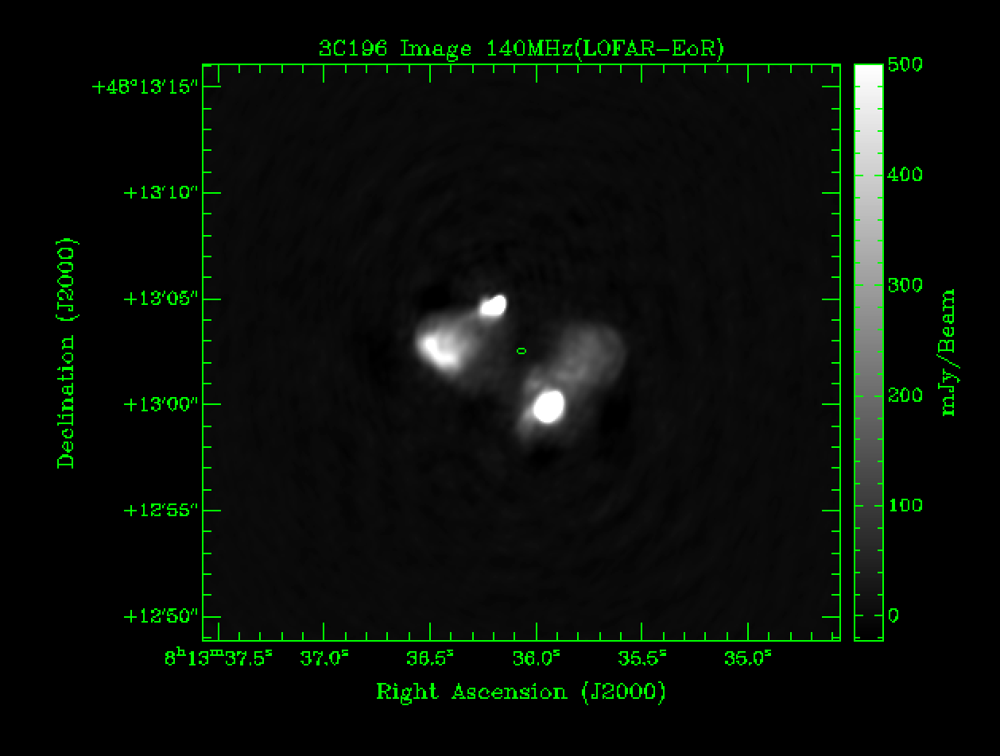 3C196 Image 140MHz(LOFAR-EoR)
+48°13'15"
+13'10"
+13'05"
+13'00"
+12'55"
+12'50"
Declination (J2000)
8h13m37.5s 37.0s 36.5s 36.0s 35.5s 35.0s
Right Ascension (J2000)
500
400
300
200
100
0
mJy/Beam